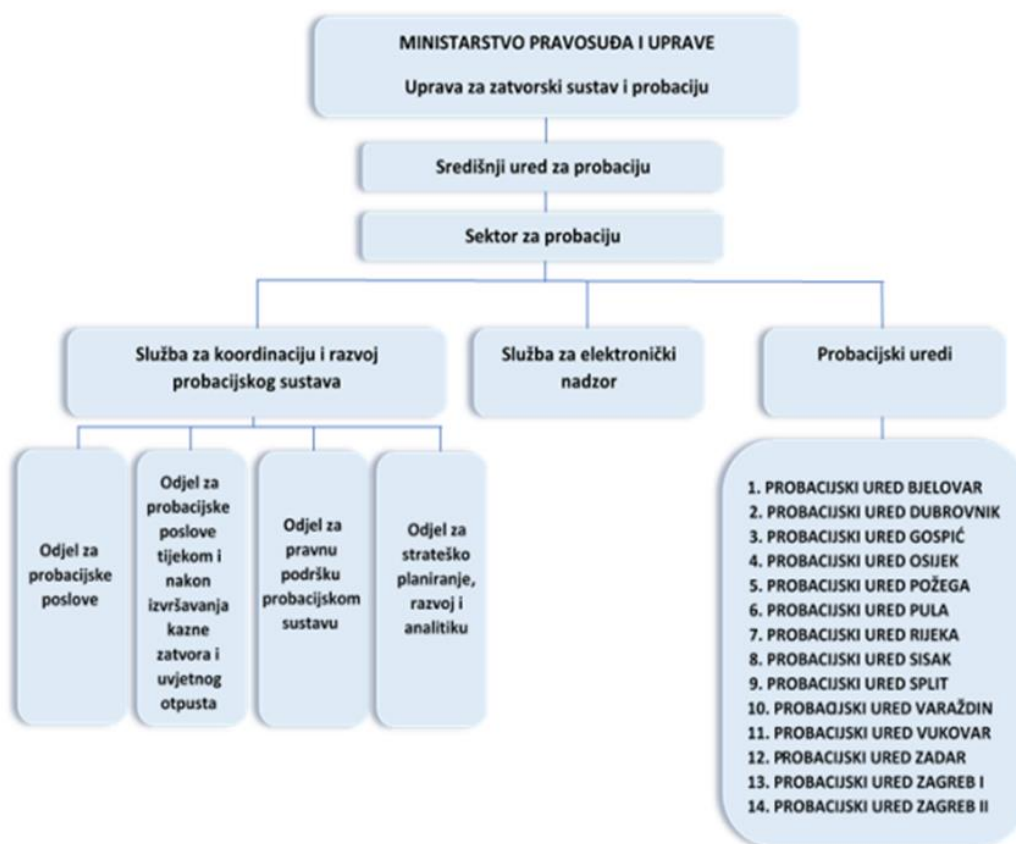 MINISTARSTVO PRAVOSUĐA I UPRAVE
Uprava za zatvorski sustav i probaciju
Središnji ured za probaciju
Sektor za probaciju
Služba za koordinaciju i razvoj
probacijskog sustava
Služba za elektronički
nadzor
Probacijski uredi
Odjel za
probacijske
poslove
Odjel za
probacijske
poslove
tijekom i
nakon
izvršavanja
kazne
zatvora i
uvjetnog
otpusta
Odjel za
pravnu
podršku
probacijskom
sustavu
Odjel za
strateško
planiranje,
razvoj i
analitiku
1. PROBACIJSKI URED BJELOVAR
2. PROBACIJSKI URED DUBROVNIK
3. PROBACIJSKI URED GOSPIĆ
4. PROBACIJSKI URED OSIJEK
5. PROBACIJSKI URED POŽEGA
6. PROBACIJSKI URED PULA
7. PROBACIJSKI URED RIJEKA
8. PROBACIJSKI URED SISAK
9. PROBACIJSKI URED SPLIT
10. PROBACIJSKI URED VARAŽDIN
11. PROBACIJSKI URED VUKOVAR
12. PROBACIJSKI URED ZADAR
13. PROBACIJSKI URED ZAGREB I
14. PROBACIJSKI URED ZAGREB II